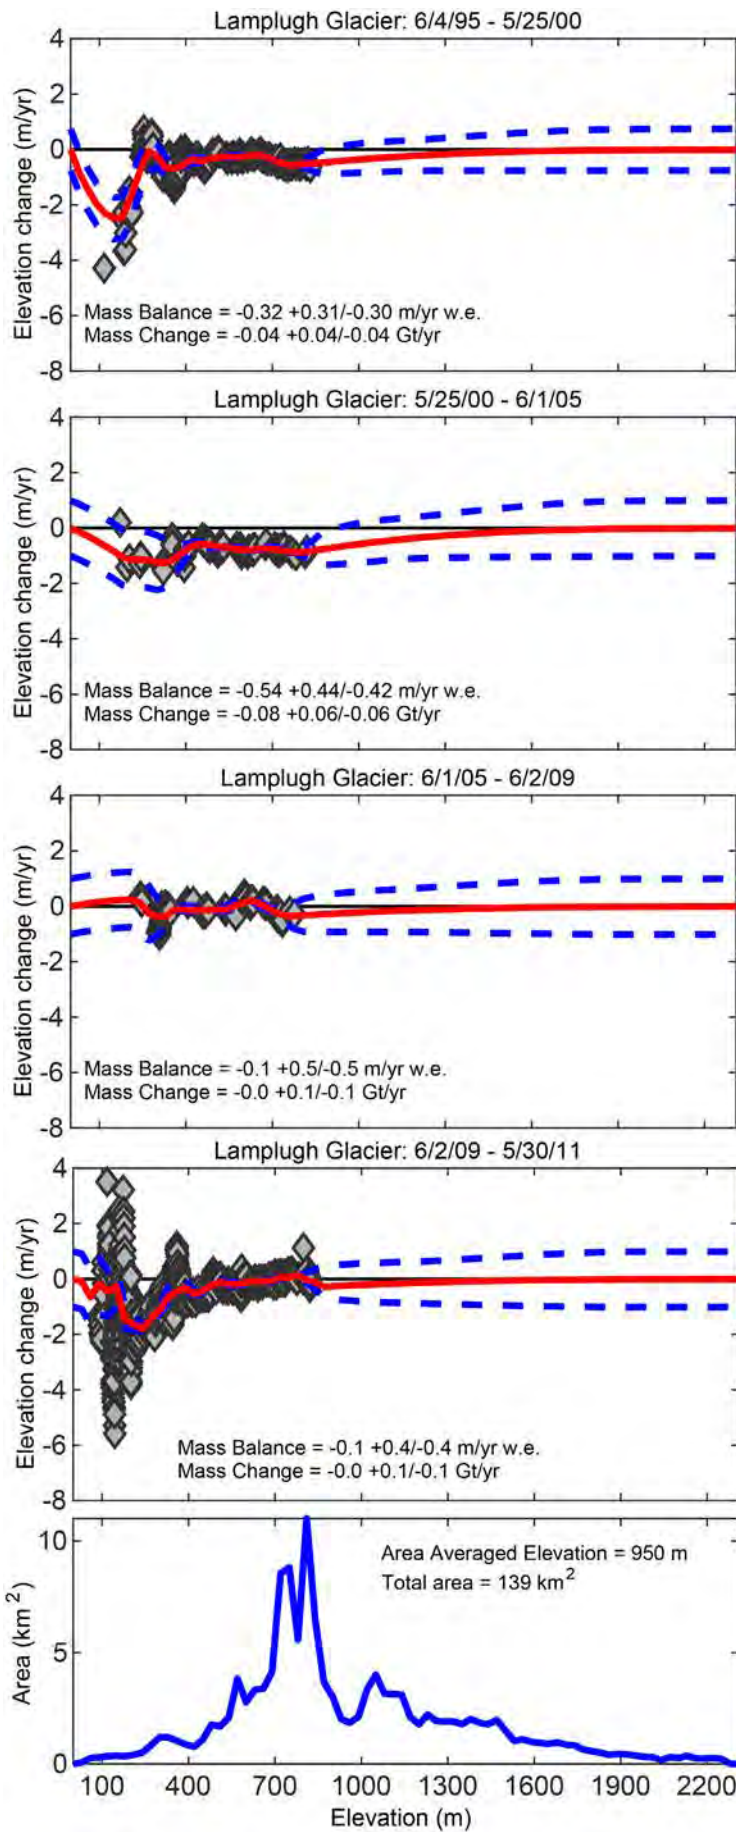 Lamplugh Glacier: 6/4/95 - 5/25/00
4
2
0
-2
-4
-6
-8
Elevation change (m/yr)
Mass Balance = -0.32 +0.31/-0.30 m/yr w.e.
Mass Change = -0.04 +0.04/-0.04 Gt/yr
Lamplugh Glacier: 5/25/00 - 6/1/05
4
2
0
-2
-4
-6
-8
Elevation change (m/yr)
Mass Balance = -0.54 +0.44/-0.42 m/yr w.e.
Mass Change = -0.08 +0.06/-0.06 Gt/yr
Lamplugh Glacier: 6/1/05 - 6/2/09
4
2
0
-2
-4
-6
-8
Elevation change (m/yr)
Mass Balance = -0.1 +0.5/-0.5 m/yr w.e.
Mass Change = -0.0 +0.1/-0.1 Gt/yr
Lamplugh Glacier: 6/2/09 - 5/30/11
4
2
0
-2
-4
-6
-8
Elevation change (m/yr)
Mass Balance = -0.1 +0.4/-0.4 m/yr w.e.
Mass Change = -0.0 +0.1/-0.1 Gt/yr
10
5
0
Area (km²)
Area Averaged Elevation = 950 m
Total area = 139 km²
100 400 700 1000 1300 1600 1900 2200
Elevation (m)